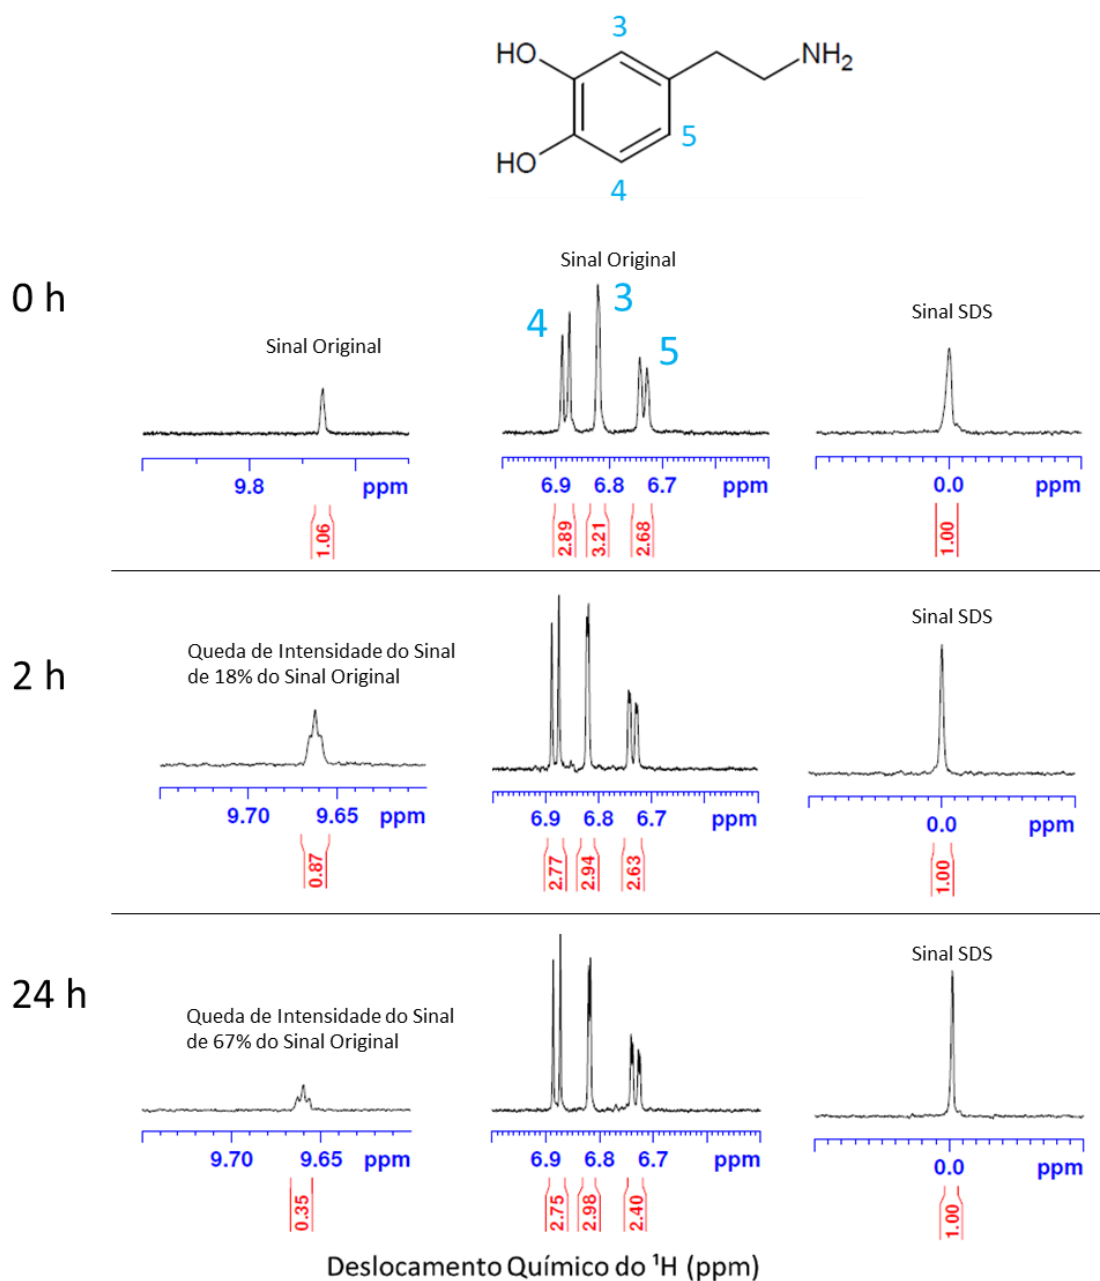 3
HO
NH2
5
HO
4
0 h
Sinal Original
Sinal Original
Sinal SDS
4
3
5
9.8 ppm
6.9 6.8 6.7 ppm
0.0 ppm
1.06
2.89
3.21
2.68
1.00
2 h
Queda de Intensidade do Sinal
de 18% do Sinal Original
Sinal SDS
9.70 9.65 ppm
6.9 6.8 6.7 ppm
0.0 ppm
0.87
2.77
2.94
2.63
1.00
24 h
Queda de Intensidade do Sinal
de 67% do Sinal Original
Sinal SDS
9.70 9.65 ppm
6.9 6.8 6.7 ppm
0.0 ppm
0.35
2.75
2.98
2.40
1.00
Deslocamento Químico do ¹H (ppm)